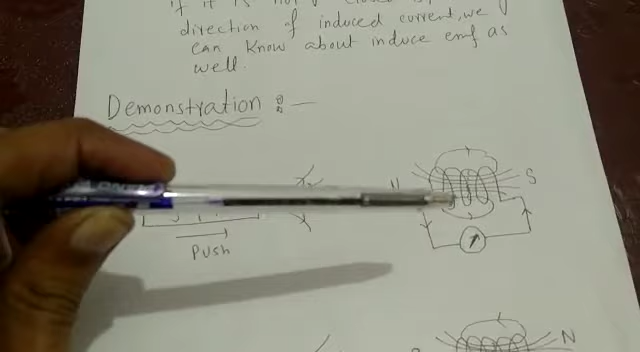 direction of induced current, we
can know about induce emf as
well.
Demonstration :—
S
Push
N